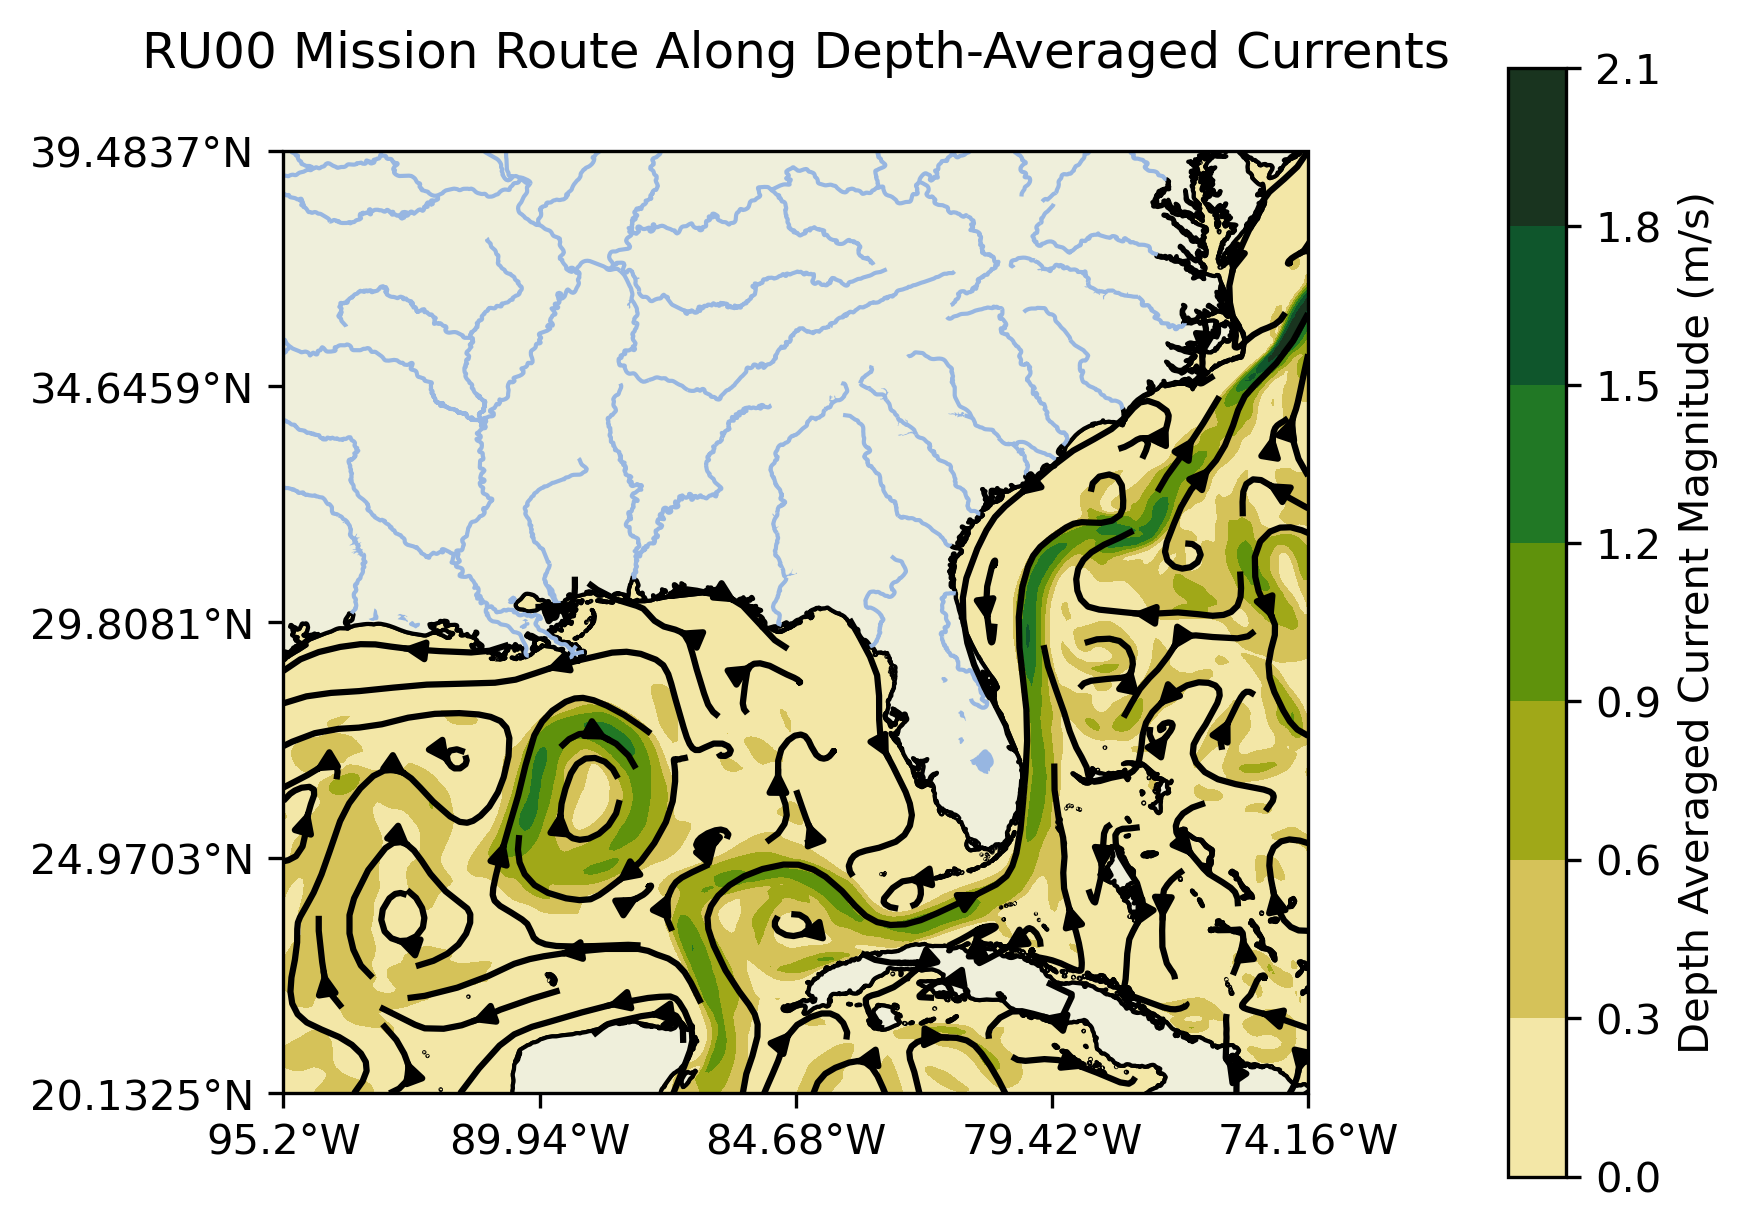 RU00 Mission Route Along Depth-Averaged Currents
39.4837°N
34.6459°N
29.8081°N
24.9703°N
20.1325°N
95.2°W
89.94°W
84.68°W
79.42°W
74.16°W
2.1
1.8
1.5
1.2
0.9
0.6
0.3
0.0
Depth Averaged Current Magnitude (m/s)